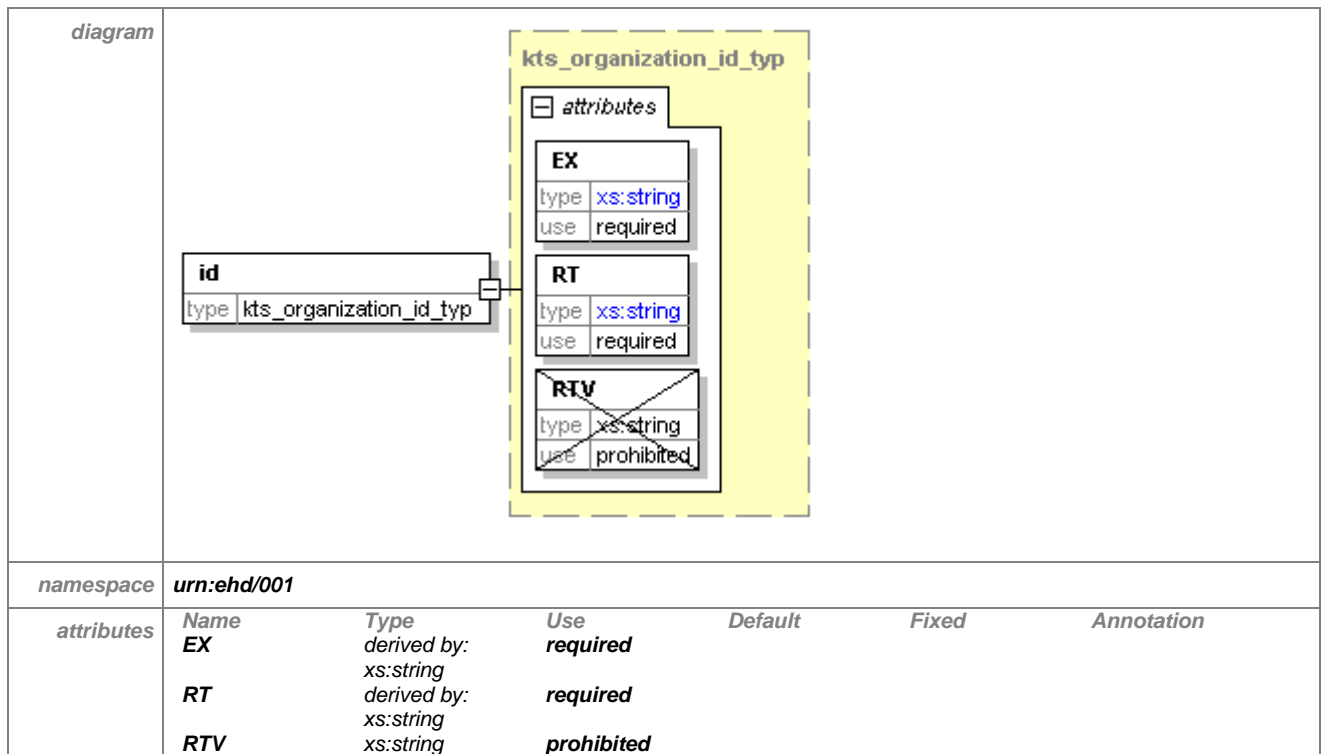 diagram
kts_organization_id_typ
attributes
EX
type xs:string
use required
id
type kts_organization_id_typ
RT
type xs:string
use required
RTV
type xs:string
use prohibited
namespace urn:ehd/001
attributes Name Type Use Default Fixed Annotation
EX derived by: required
xs:string
RT derived by: required
xs:string
RTV xs:string prohibited